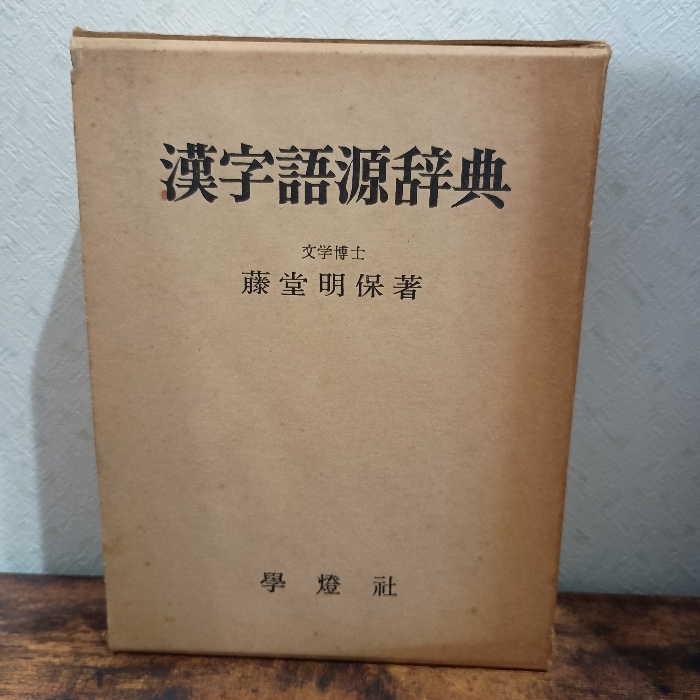 漢字語源辞典
文学博士
藤堂明保著
學燈社